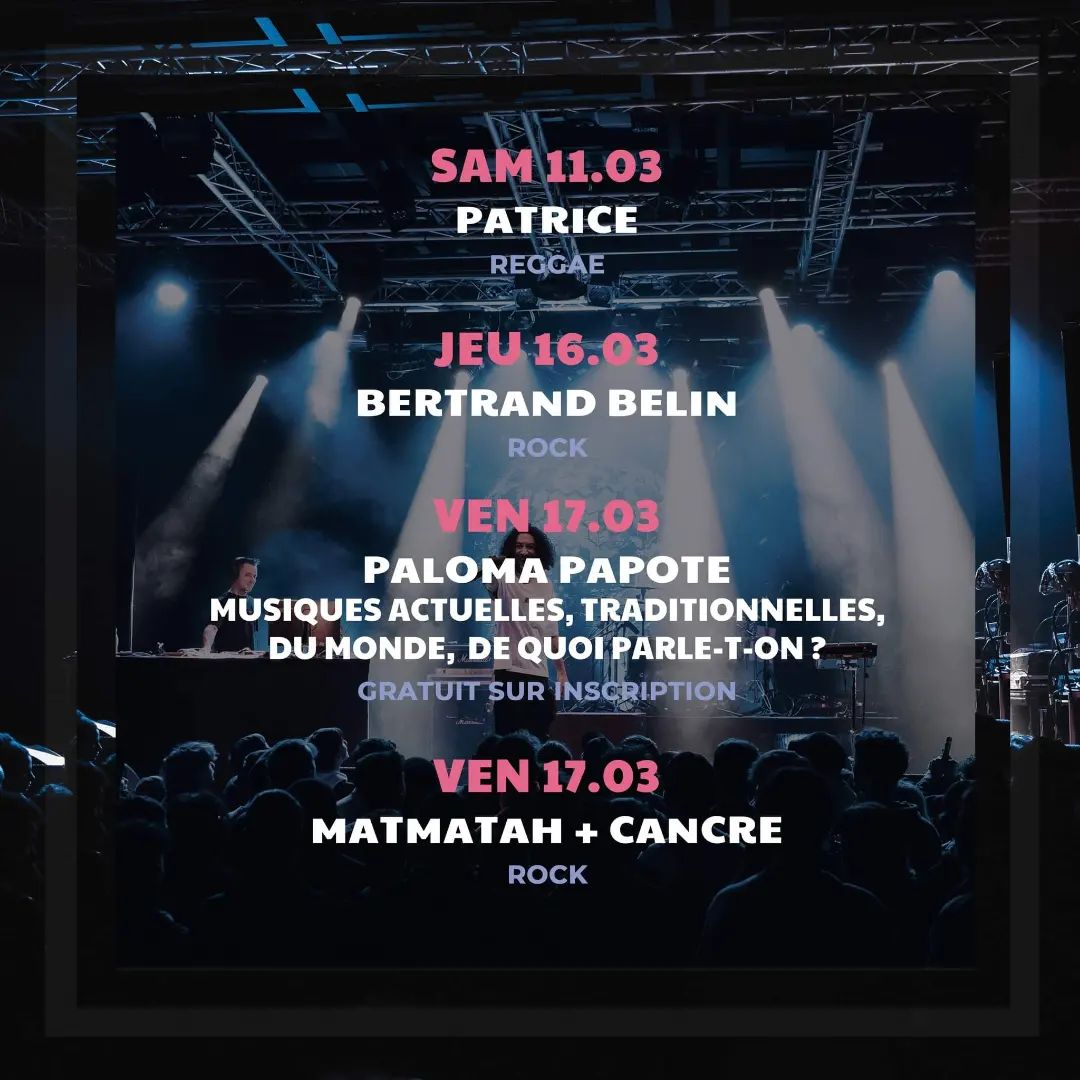 SAM 11.03
PATRICE
REGGAE
JEU 16.03
BERTRAND BELIN
ROCK
VEN 17.03
PALOMA PAPOTE
MUSIQUES ACTUELLES, TRADITIONNELLES,
DU MONDE, DE QUOI PARLE-T-ON ?
GRATUIT SUR INSCRIPTION
VEN 17.03
MATMATAH + CANCRE
ROCK